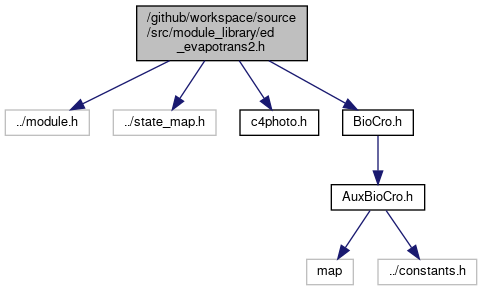 /github/workspace/source
/src/module_library/ed
_evapotrans2.h
../module.h
../state_map.h
c4photo.h
BioCro.h
AuxBioCro.h
map
../constants.h